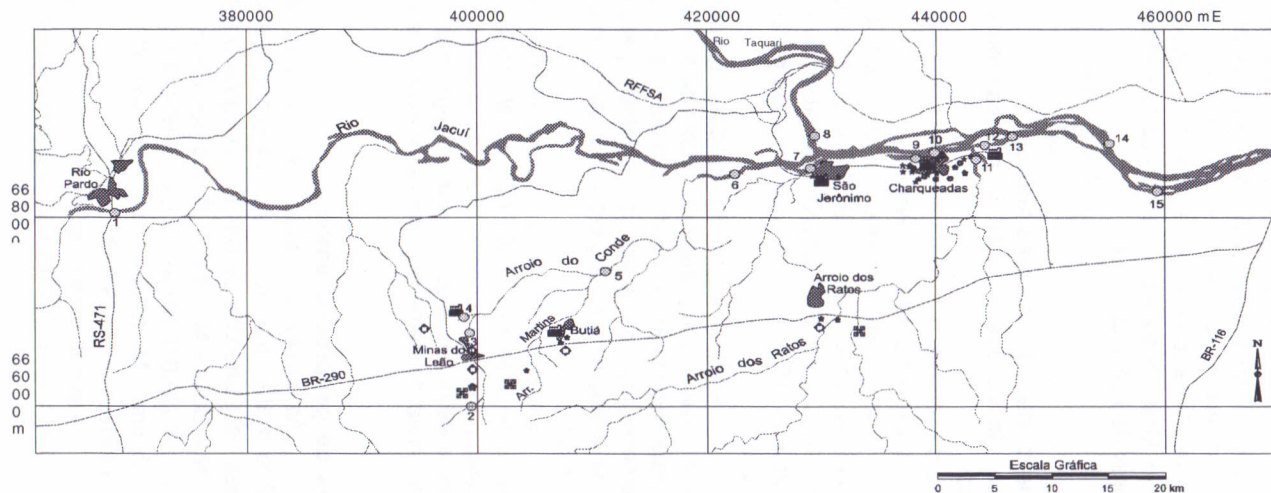 380000 400000 420000 440000 460000 m E
Rio Taquari
RFFSA
Rio Jacuí
8
10
12
13
14
9
7
Rio
Pardo
6
11
São
Jerônimo
Charqueadas
15
66
80
00
1
Arroio do Conde
5
Arroio dos
Ratos
4
RS-471
Martins
Butiá
3
Minas do
Leão
Arroio dos Ratos
BR-116
N
66
60
00
BR-290
Arr.
m
2
Escala Gráfica
0 5 10 15 20 km